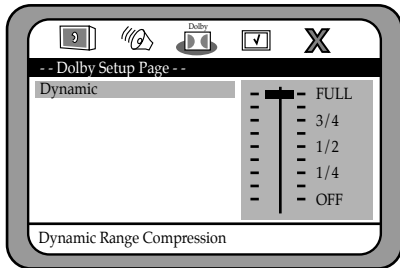 Dolby
- - Dolby Setup Page - -
Dynamic
FULL
3/4
1/2
1/4
OFF
Dynamic Range Compression